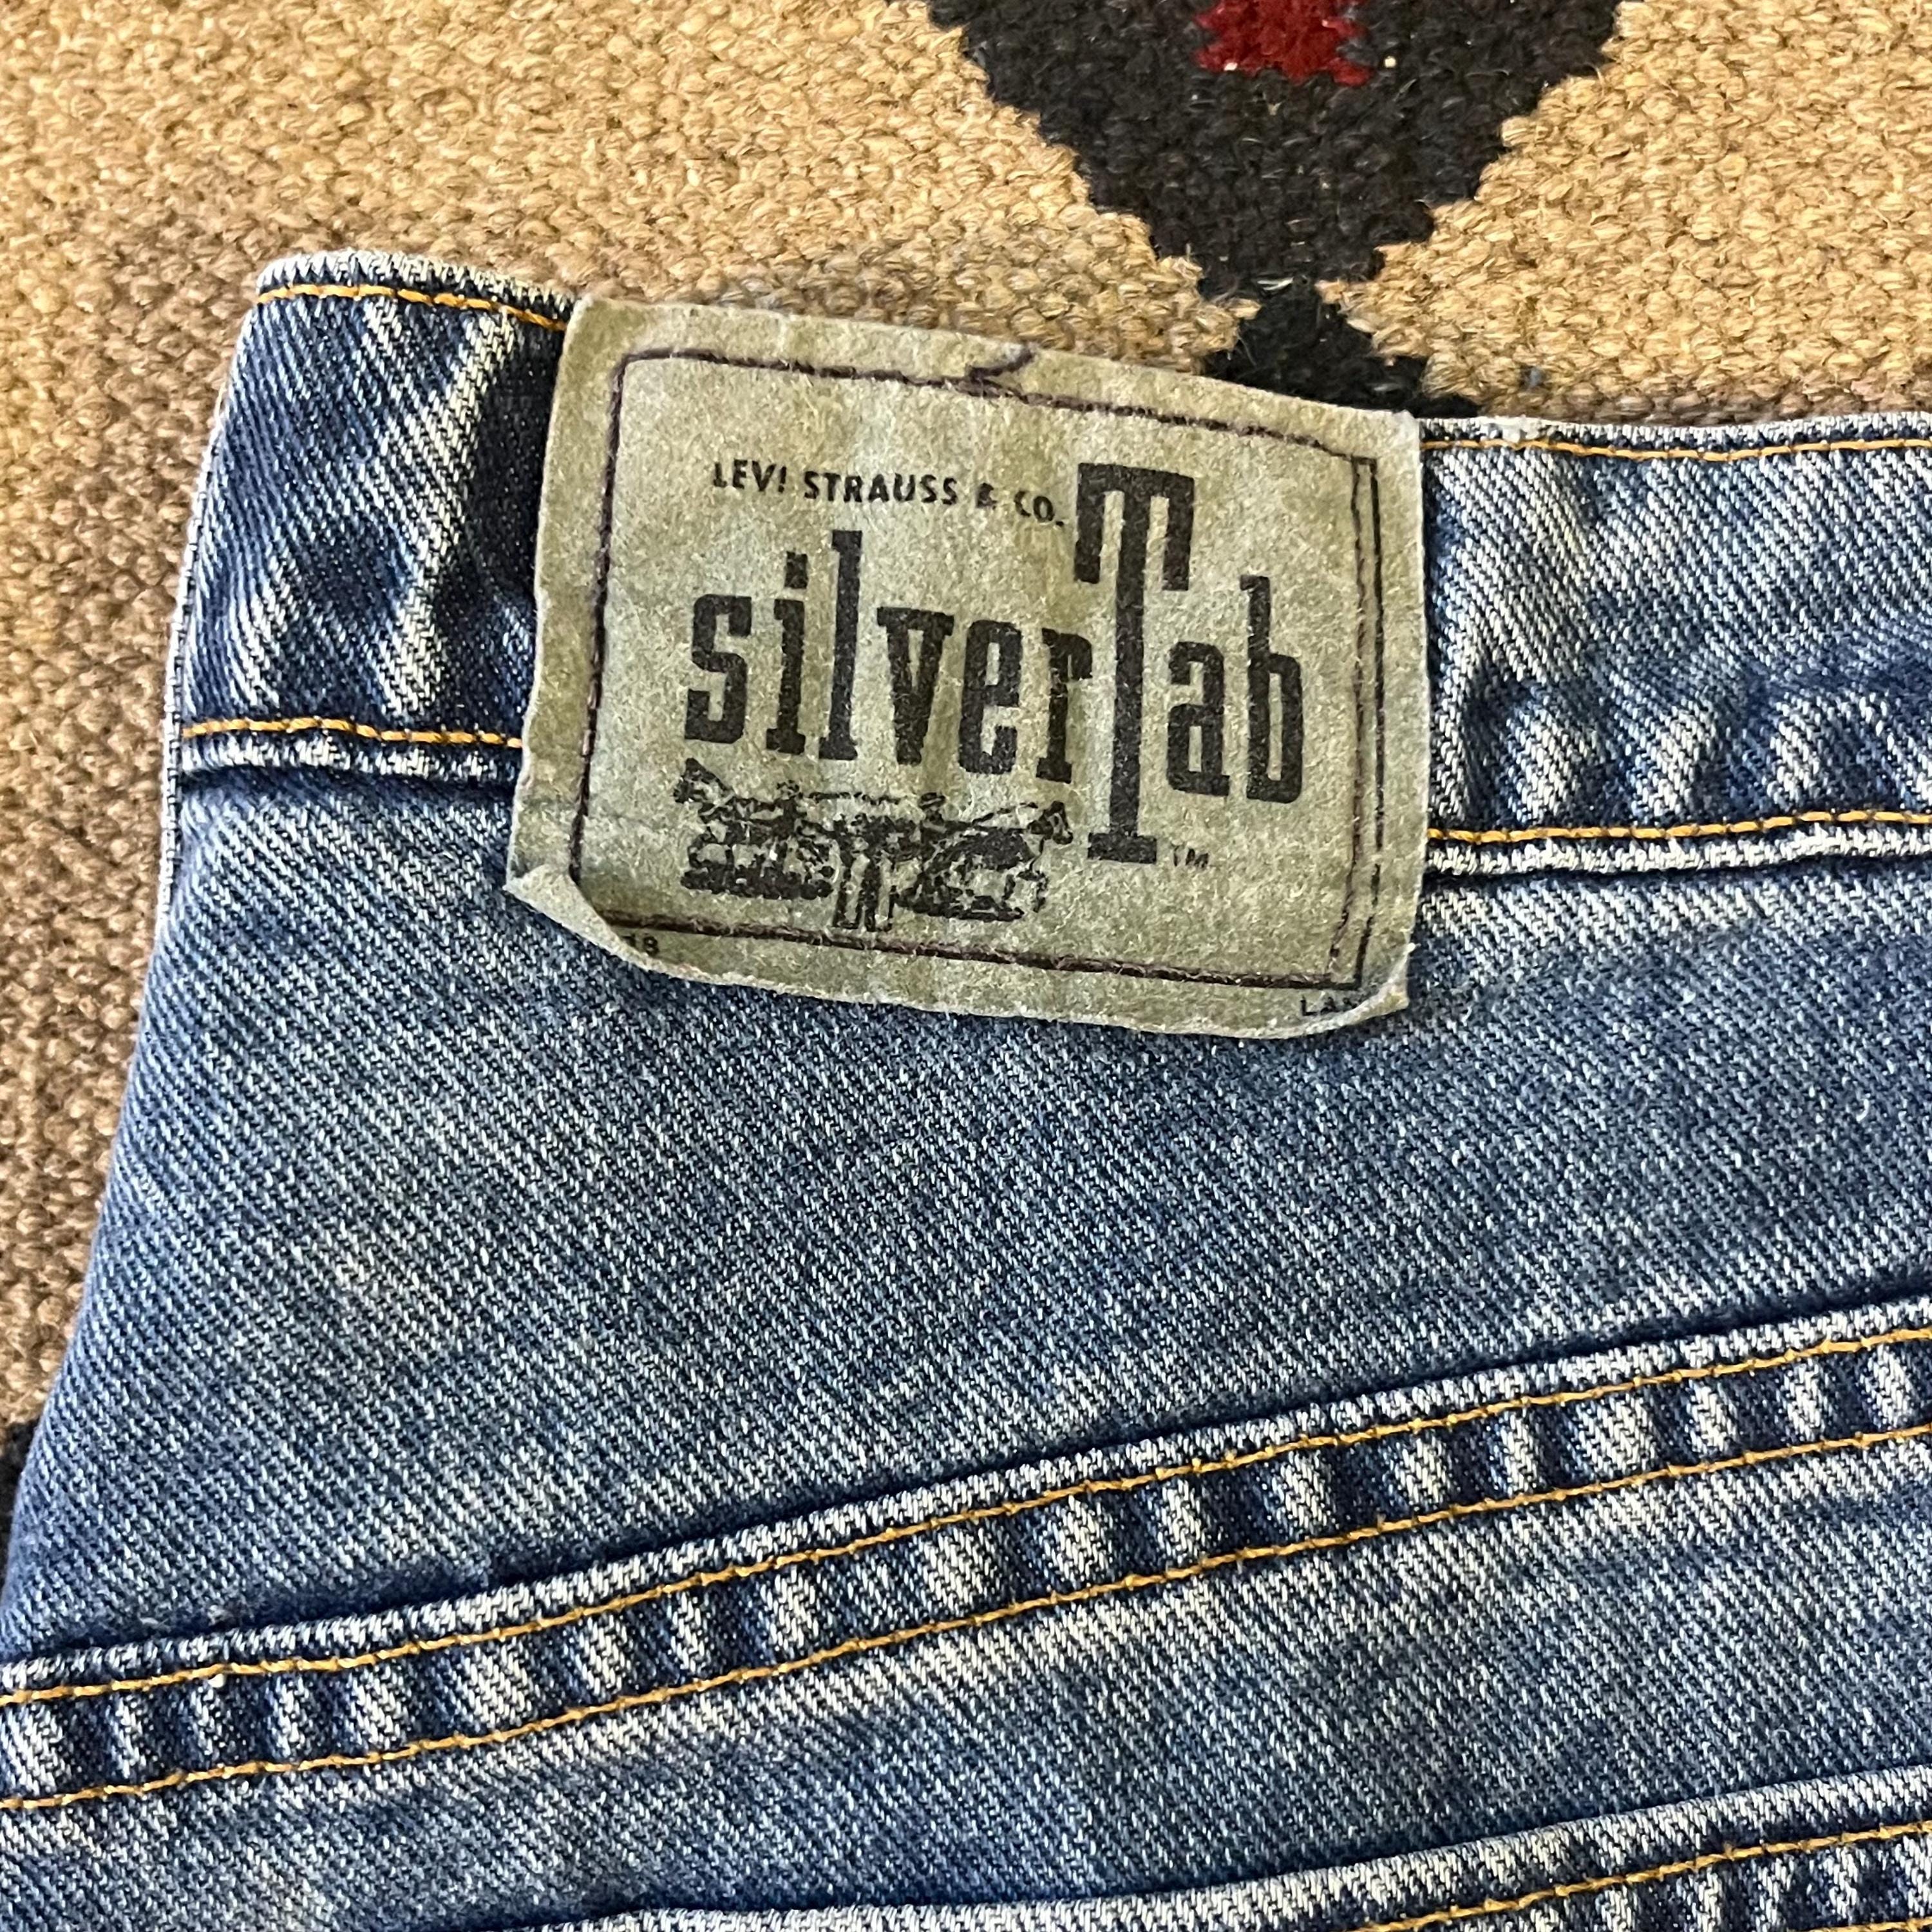 LEVI STRAUSS & CO.
silverTab
TM